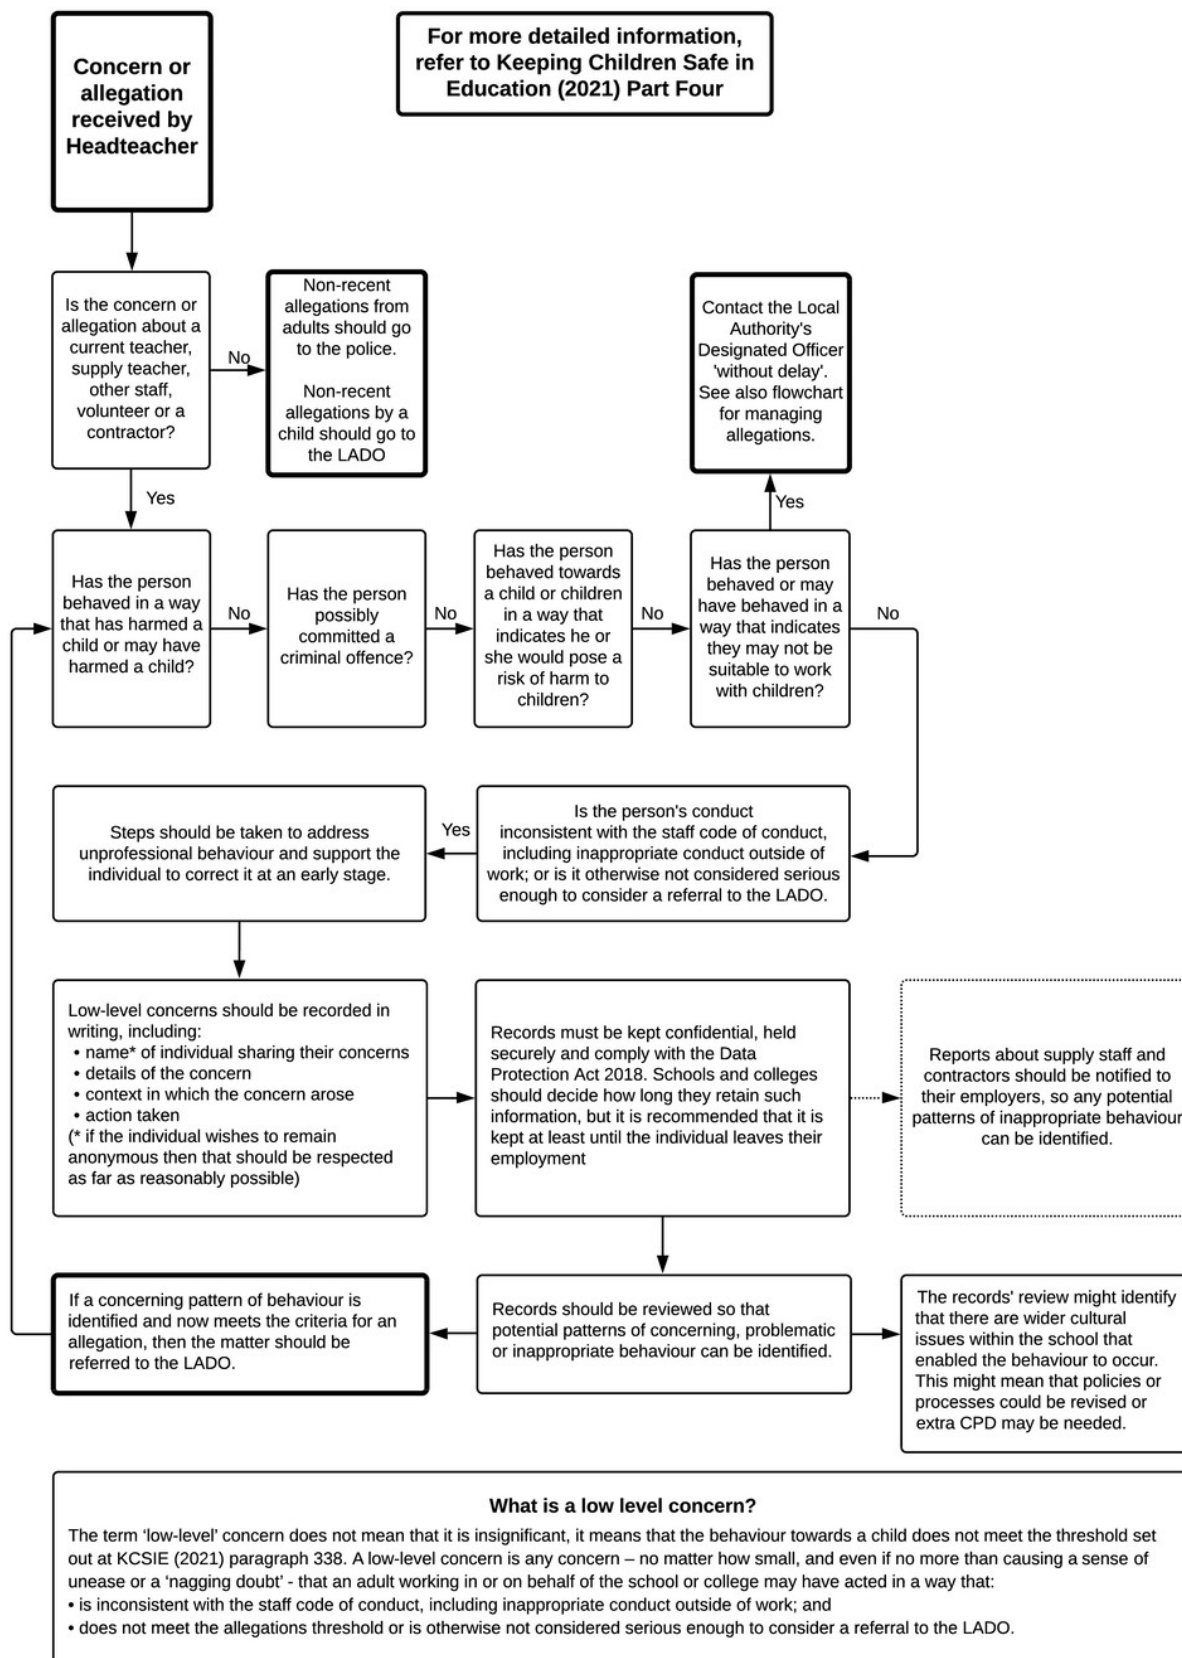 Concern or
allegation
received by
Headteacher
For more detailed information,
refer to Keeping Children Safe in
Education (2021) Part Four
Is the concern or
allegation about a
current teacher,
supply teacher,
other staff,
volunteer or a
contractor?
No
Non-recent
allegations from
adults should go
to the police.
Non-recent
allegations by a
child should go to
the LADO
Contact the Local
Authority's
Designated Officer
'without delay'.
See also flowchart
for managing
allegations.
Yes
Yes
Has the person
behaved in a way
that has harmed a
child or may have
harmed a child?
No
Has the person
possibly
committed a
criminal offence?
No
Has the person
behaved towards
a child or children
in a way that
indicates he or
she would pose a
risk of harm to
children?
No
Has the person
behaved or may
have behaved in a
way that indicates
they may not be
suitable to work
with children?
No
Is the person's conduct
inconsistent with the staff code of conduct,
including inappropriate conduct outside of
work; or is it otherwise not considered serious
enough to consider a referral to the LADO.
Yes
Steps should be taken to address
unprofessional behaviour and support the
individual to correct it at an early stage.
Low-level concerns should be recorded in
writing, including:
• name* of individual sharing their concerns
• details of the concern
• context in which the concern arose
• action taken
(* if the individual wishes to remain
anonymous then that should be respected
as far as reasonably possible)
Records must be kept confidential, held
securely and comply with the Data
Protection Act 2018. Schools and colleges
should decide how long they retain such
information, but it is recommended that it is
kept at least until the individual leaves their
employment
Reports about supply staff and
contractors should be notified to
their employers, so any potential
patterns of inappropriate behaviour
can be identified.
If a concerning pattern of behaviour is
identified and now meets the criteria for an
allegation, then the matter should be
referred to the LADO.
Records should be reviewed so that
potential patterns of concerning, problematic
or inappropriate behaviour can be identified.
The records' review might identify
that there are wider cultural
issues within the school that
enabled the behaviour to occur.
This might mean that policies or
processes could be revised or
extra CPD may be needed.
What is a low level concern?
The term ‘low-level’ concern does not mean that it is insignificant, it means that the behaviour towards a child does not meet the threshold set
out at KCSIE (2021) paragraph 338. A low-level concern is any concern – no matter how small, and even if no more than causing a sense of
unease or a ‘nagging doubt’ - that an adult working in or on behalf of the school or college may have acted in a way that:
• is inconsistent with the staff code of conduct, including inappropriate conduct outside of work; and
• does not meet the allegations threshold or is otherwise not considered serious enough to consider a referral to the LADO.